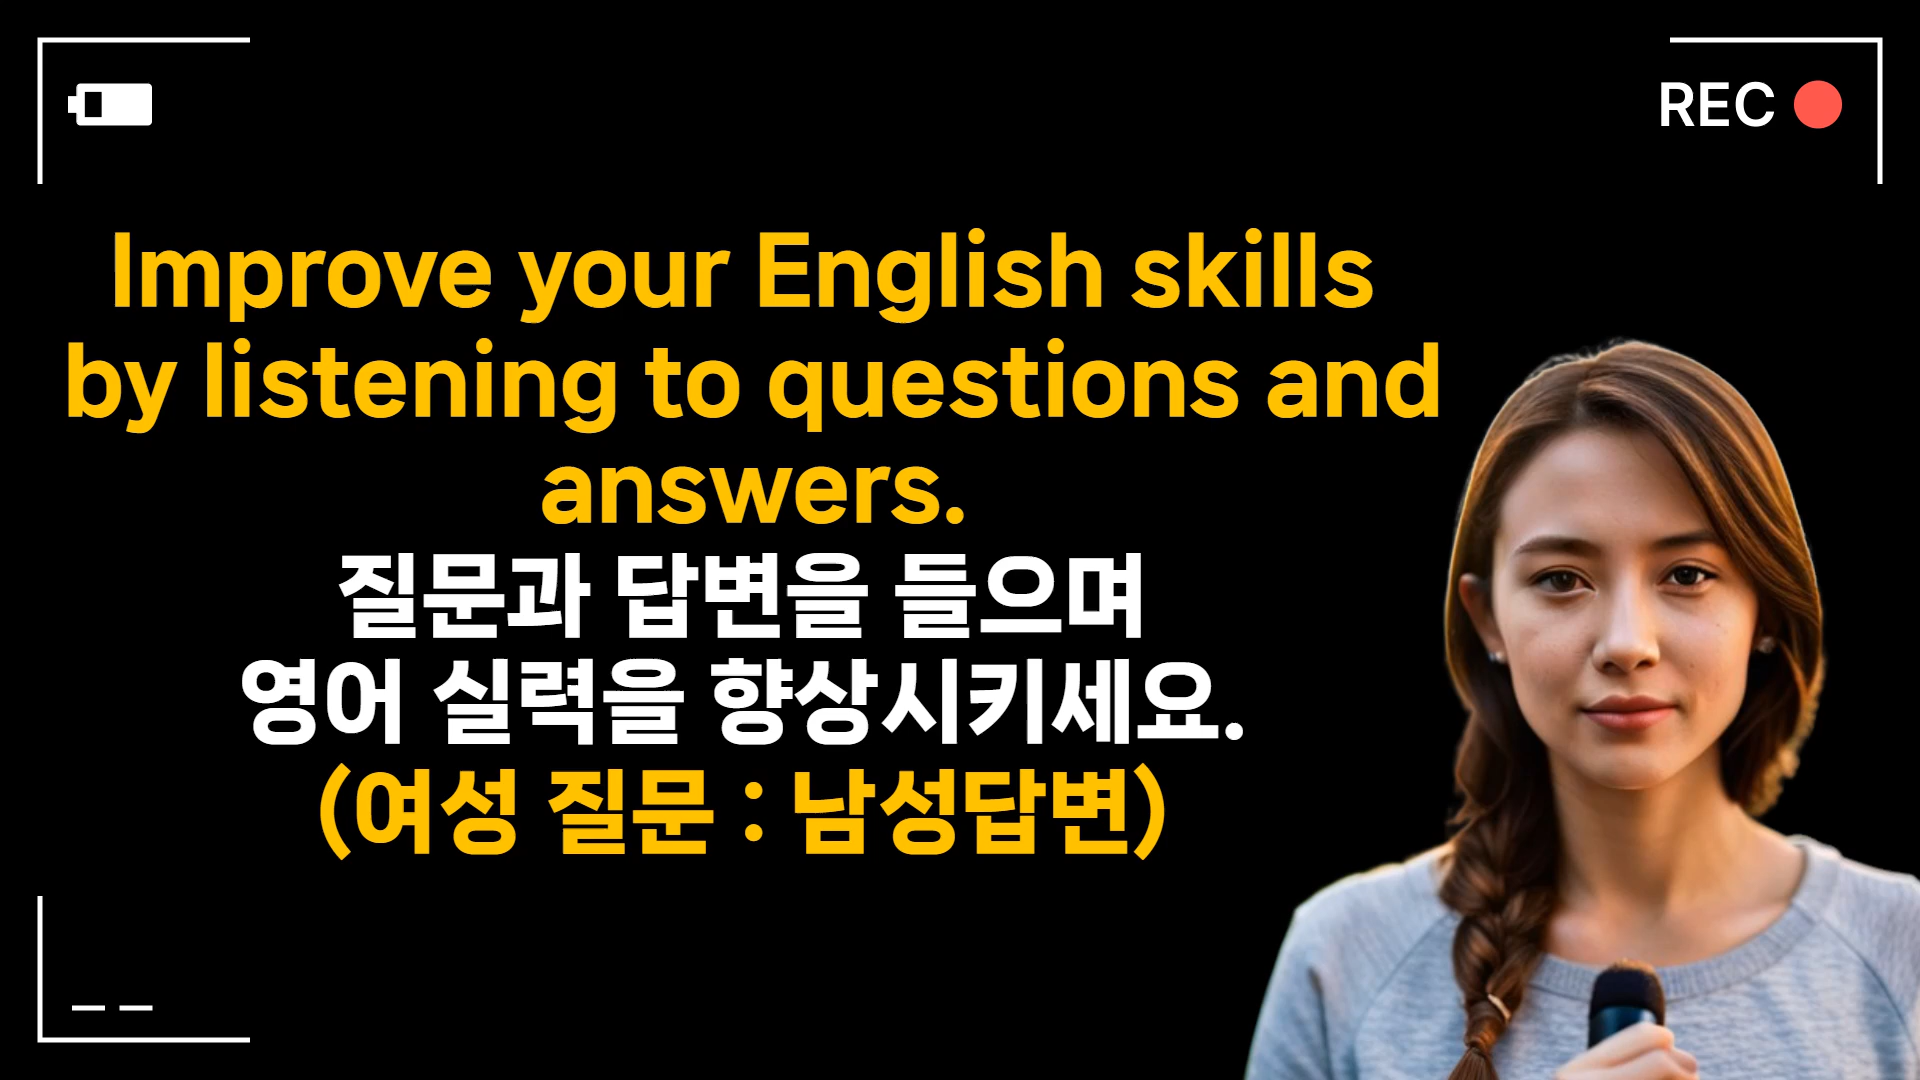 REC
Improve your English skills
by listening to questions and
answers.
질문과 답변을 들으며
영어 실력을 향상시키세요.
(여성 질문 : 남성답변)